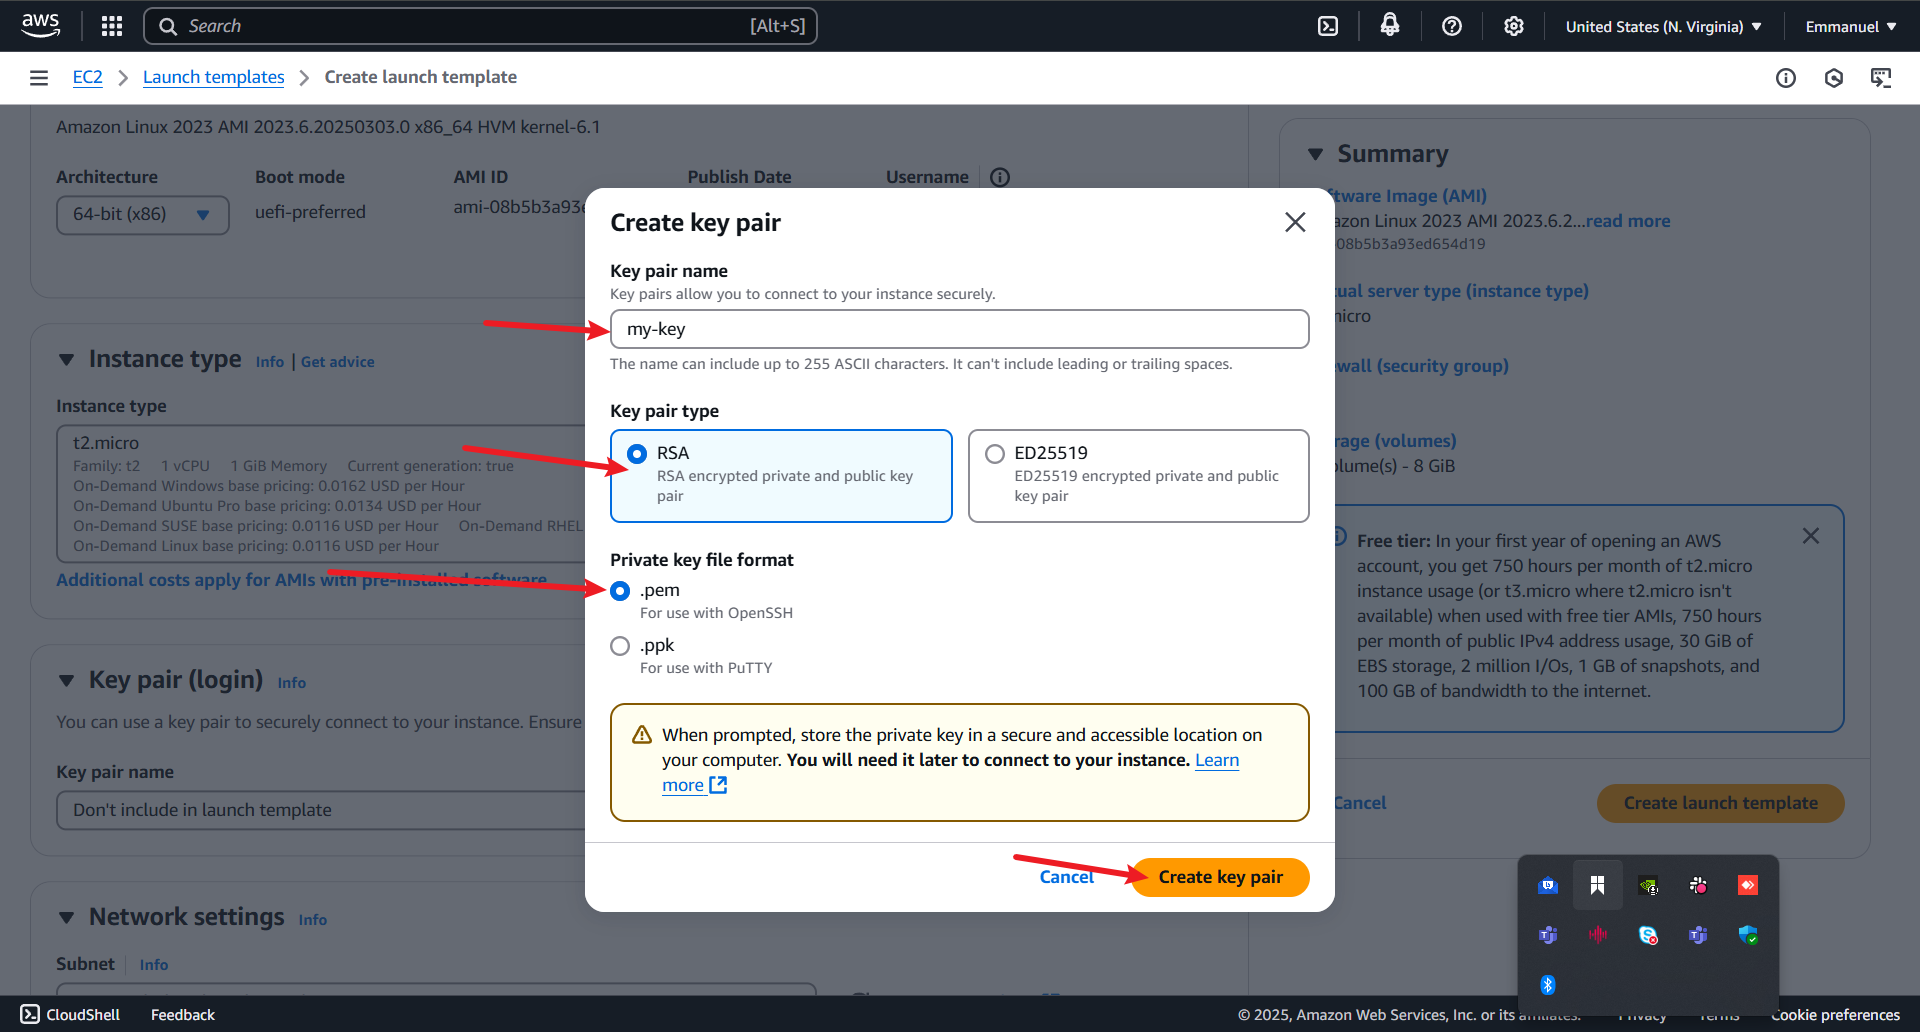 aws
Search
[Alt+S]
United States (N. Virginia)
Emmanuel
EC2
Launch templates
Create launch template
Amazon Linux 2023 AMI 2023.6.20250303.0 x86_64 HVM kernel-6.1
Architecture
Boot mode
AMI ID
Publish Date
Username
64-bit (x86)
uefi-preferred
ami-08b5b3a93e
Instance type
Info
Get advice
Instance type
t2.micro
Family: t2 1 vCPU 1 GiB Memory Current generation: true
On-Demand Windows base pricing: 0.0162 USD per Hour
On-Demand Ubuntu Pro base pricing: 0.0134 USD per Hour
On-Demand SUSE base pricing: 0.0116 USD per Hour On-Demand RHEL
On-Demand Linux base pricing: 0.0116 USD per Hour
Additional costs apply for AMIs with pre-installed software
Key pair (login)
Info
You can use a key pair to securely connect to your instance. Ensure
Key pair name
Don't include in launch template
Network settings
Info
Subnet
Info
Create key pair
Key pair name
Key pairs allow you to connect to your instance securely.
my-key
The name can include up to 255 ASCII characters. It can't include leading or trailing spaces.
Key pair type
RSA
RSA encrypted private and public key
pair
ED25519
ED25519 encrypted private and public
key pair
Private key file format
.pem
For use with OpenSSH
.ppk
For use with PuTTY
When prompted, store the private key in a secure and accessible location on
your computer. You will need it later to connect to your instance. Learn
more
Cancel
Create key pair
Summary
ftware Image (AMI)
azon Linux 2023 AMI 2023.6.2...read more
08b5b3a93ed654d19
ual server type (instance type)
icro
wall (security group)
rage (volumes)
olume(s) - 8 GiB
Free tier: In your first year of opening an AWS
account, you get 750 hours per month of t2.micro
instance usage (or t3.micro where t2.micro isn't
available) when used with free tier AMIs, 750 hours
per month of public IPv4 address usage, 30 GiB of
EBS storage, 2 million I/Os, 1 GB of snapshots, and
100 GB of bandwidth to the internet.
Cancel
Create launch template
CloudShell
Feedback
© 2025, Amazon Web Services, Inc. or its affiliates.
Privacy
Terms
Cookie preferences